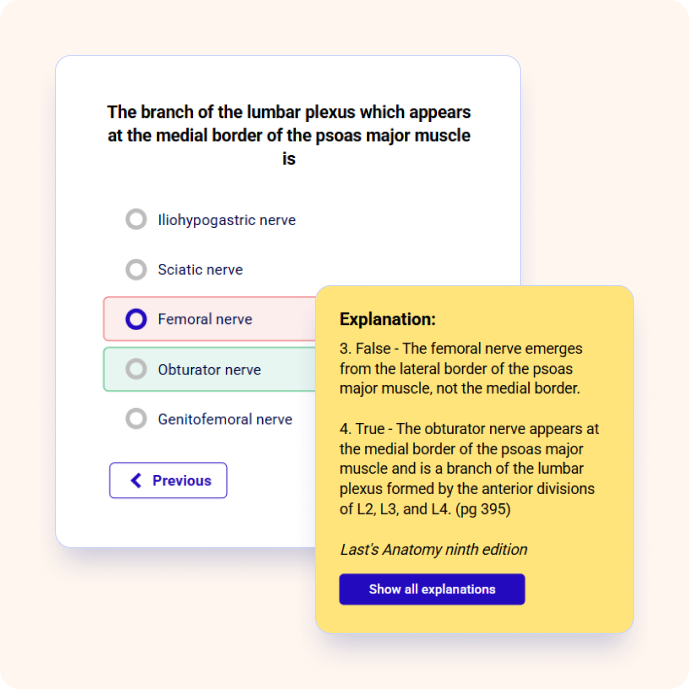 The branch of the lumbar plexus which appears
at the medial border of the psoas major muscle
is
Iliohypogastric nerve
Sciatic nerve
Femoral nerve
Obturator nerve
Genitofemoral nerve
Previous
Explanation:
3. False - The femoral nerve emerges
from the lateral border of the psoas
major muscle, not the medial border.
4. True - The obturator nerve appears at
the medial border of the psoas major
muscle and is a branch of the lumbar
plexus formed by the anterior divisions
of L2, L3, and L4. (pg 395)
Last's Anatomy ninth edition
Show all explanations